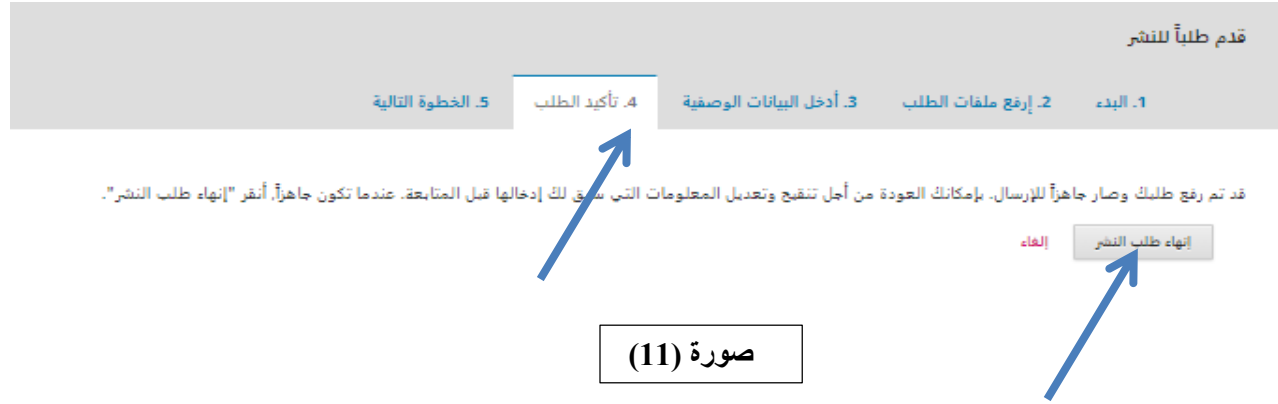 قدم طلباً للنشر
1. البدء 2. إرفع ملفات الطلب 3. أدخل البيانات الوصفية 4. تأكيد الطلب 5. الخطوة التالية
قد تم رفع طلبك وصار جاهزاً للإرسال. بإمكانك العودة من أجل تنقيح وتعديل المعلومات التي سبق لك إدخالها قبل المتابعة. عندما تكون جاهزاً, أنقر "إنهاء طلب النشر".
إنهاء طلب النشر إلغاء
صورة (11)